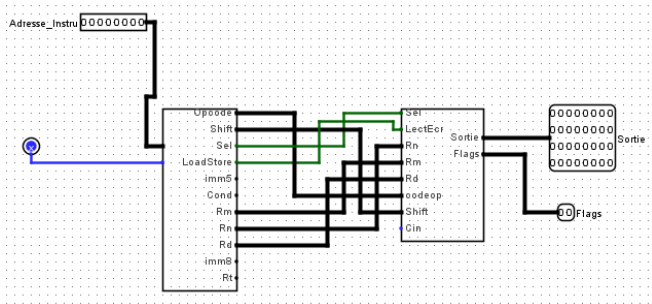 Adresse_Instru 00000000
Opcode
Shift
Sel
LoadStore
imm5
Cond
Rm
Rn
Rd
imm8
Rt
Sel
LectEcr
Rn
Rm
Rd
codeop
Shift
Cin
Sortie
Flags
00000000
00000000
00000000
00000000
Sortie
00 Flags
x